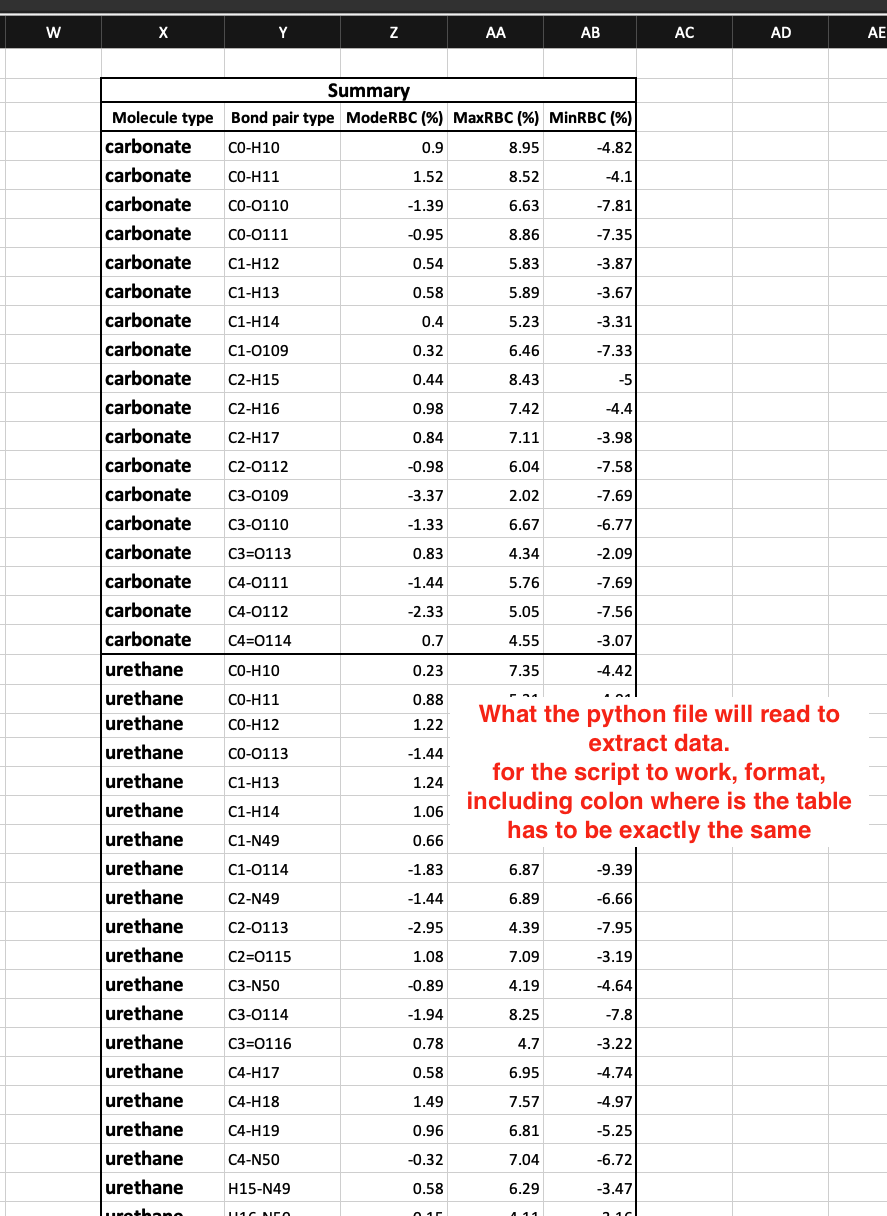 W X Y Z AA AB AC AD AE
Summary
Molecule type Bond pair type ModeRBC (%) MaxRBC (%) MinRBC (%)
carbonate C0-H10 0.9 8.95 -4.82
carbonate C0-H11 1.52 8.52 -4.1
carbonate C0-O110 -1.39 6.63 -7.81
carbonate C0-O111 -0.95 8.86 -7.35
carbonate C1-H12 0.54 5.83 -3.87
carbonate C1-H13 0.58 5.89 -3.67
carbonate C1-H14 0.4 5.23 -3.31
carbonate C1-O109 0.32 6.46 -7.33
carbonate C2-H15 0.44 8.43 -5
carbonate C2-H16 0.98 7.42 -4.4
carbonate C2-H17 0.84 7.11 -3.98
carbonate C2-O112 -0.98 6.04 -7.58
carbonate C3-O109 -3.37 2.02 -7.69
carbonate C3-O110 -1.33 6.67 -6.77
carbonate C3=O113 0.83 4.34 -2.09
carbonate C4-O111 -1.44 5.76 -7.69
carbonate C4-O112 -2.33 5.05 -7.56
carbonate C4=O114 0.7 4.55 -3.07
urethane C0-H10 0.23 7.35 -4.42
urethane C0-H11 0.88
urethane C0-H12 1.22
urethane C0-O113 -1.44
urethane C1-H13 1.24
urethane C1-H14 1.06
urethane C1-N49 0.66
What the python file will read to
extract data.
for the script to work, format,
including colon where is the table
has to be exactly the same
urethane C1-O114 -1.83 6.87 -9.39
urethane C2-N49 -1.44 6.89 -6.66
urethane C2-O113 -2.95 4.39 -7.95
urethane C2=O115 1.08 7.09 -3.19
urethane C3-N50 -0.89 4.19 -4.64
urethane C3-O114 -1.94 8.25 -7.8
urethane C3=O116 0.78 4.7 -3.22
urethane C4-H17 0.58 6.95 -4.74
urethane C4-H18 1.49 7.57 -4.97
urethane C4-H19 0.96 6.81 -5.25
urethane C4-N50 -0.32 7.04 -6.72
urethane H15-N49 0.58 6.29 -3.47